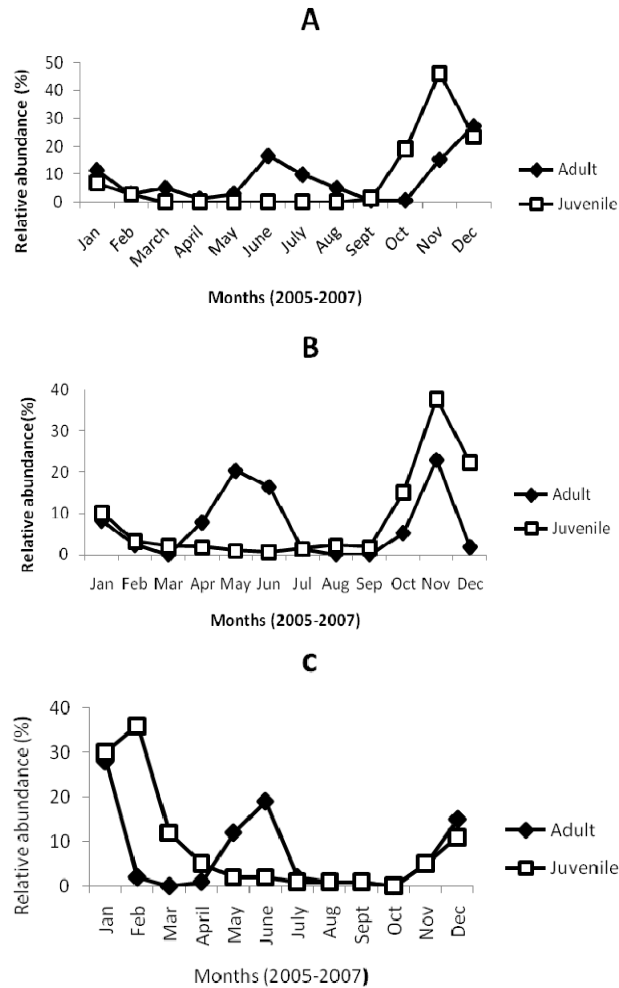 A
Relative abundance (%)
50
40
30
20
10
0
Jan
Feb
March
April
May
June
July
Aug
Sept
Oct
Nov
Dec
Adult
Juvenile
Months (2005-2007)
B
Relative abundance(%)
40
30
20
10
0
Jan
Feb
Mar
Apr
May
Jun
Jul
Aug
Sep
Oct
Nov
Dec
Adult
Juvenile
Months (2005-2007)
C
Relative abundance (%)
40
30
20
10
0
Jan
Feb
Mar
April
May
June
July
Aug
Sept
Oct
Nov
Dec
Adult
Juvenile
Months (2005-2007)